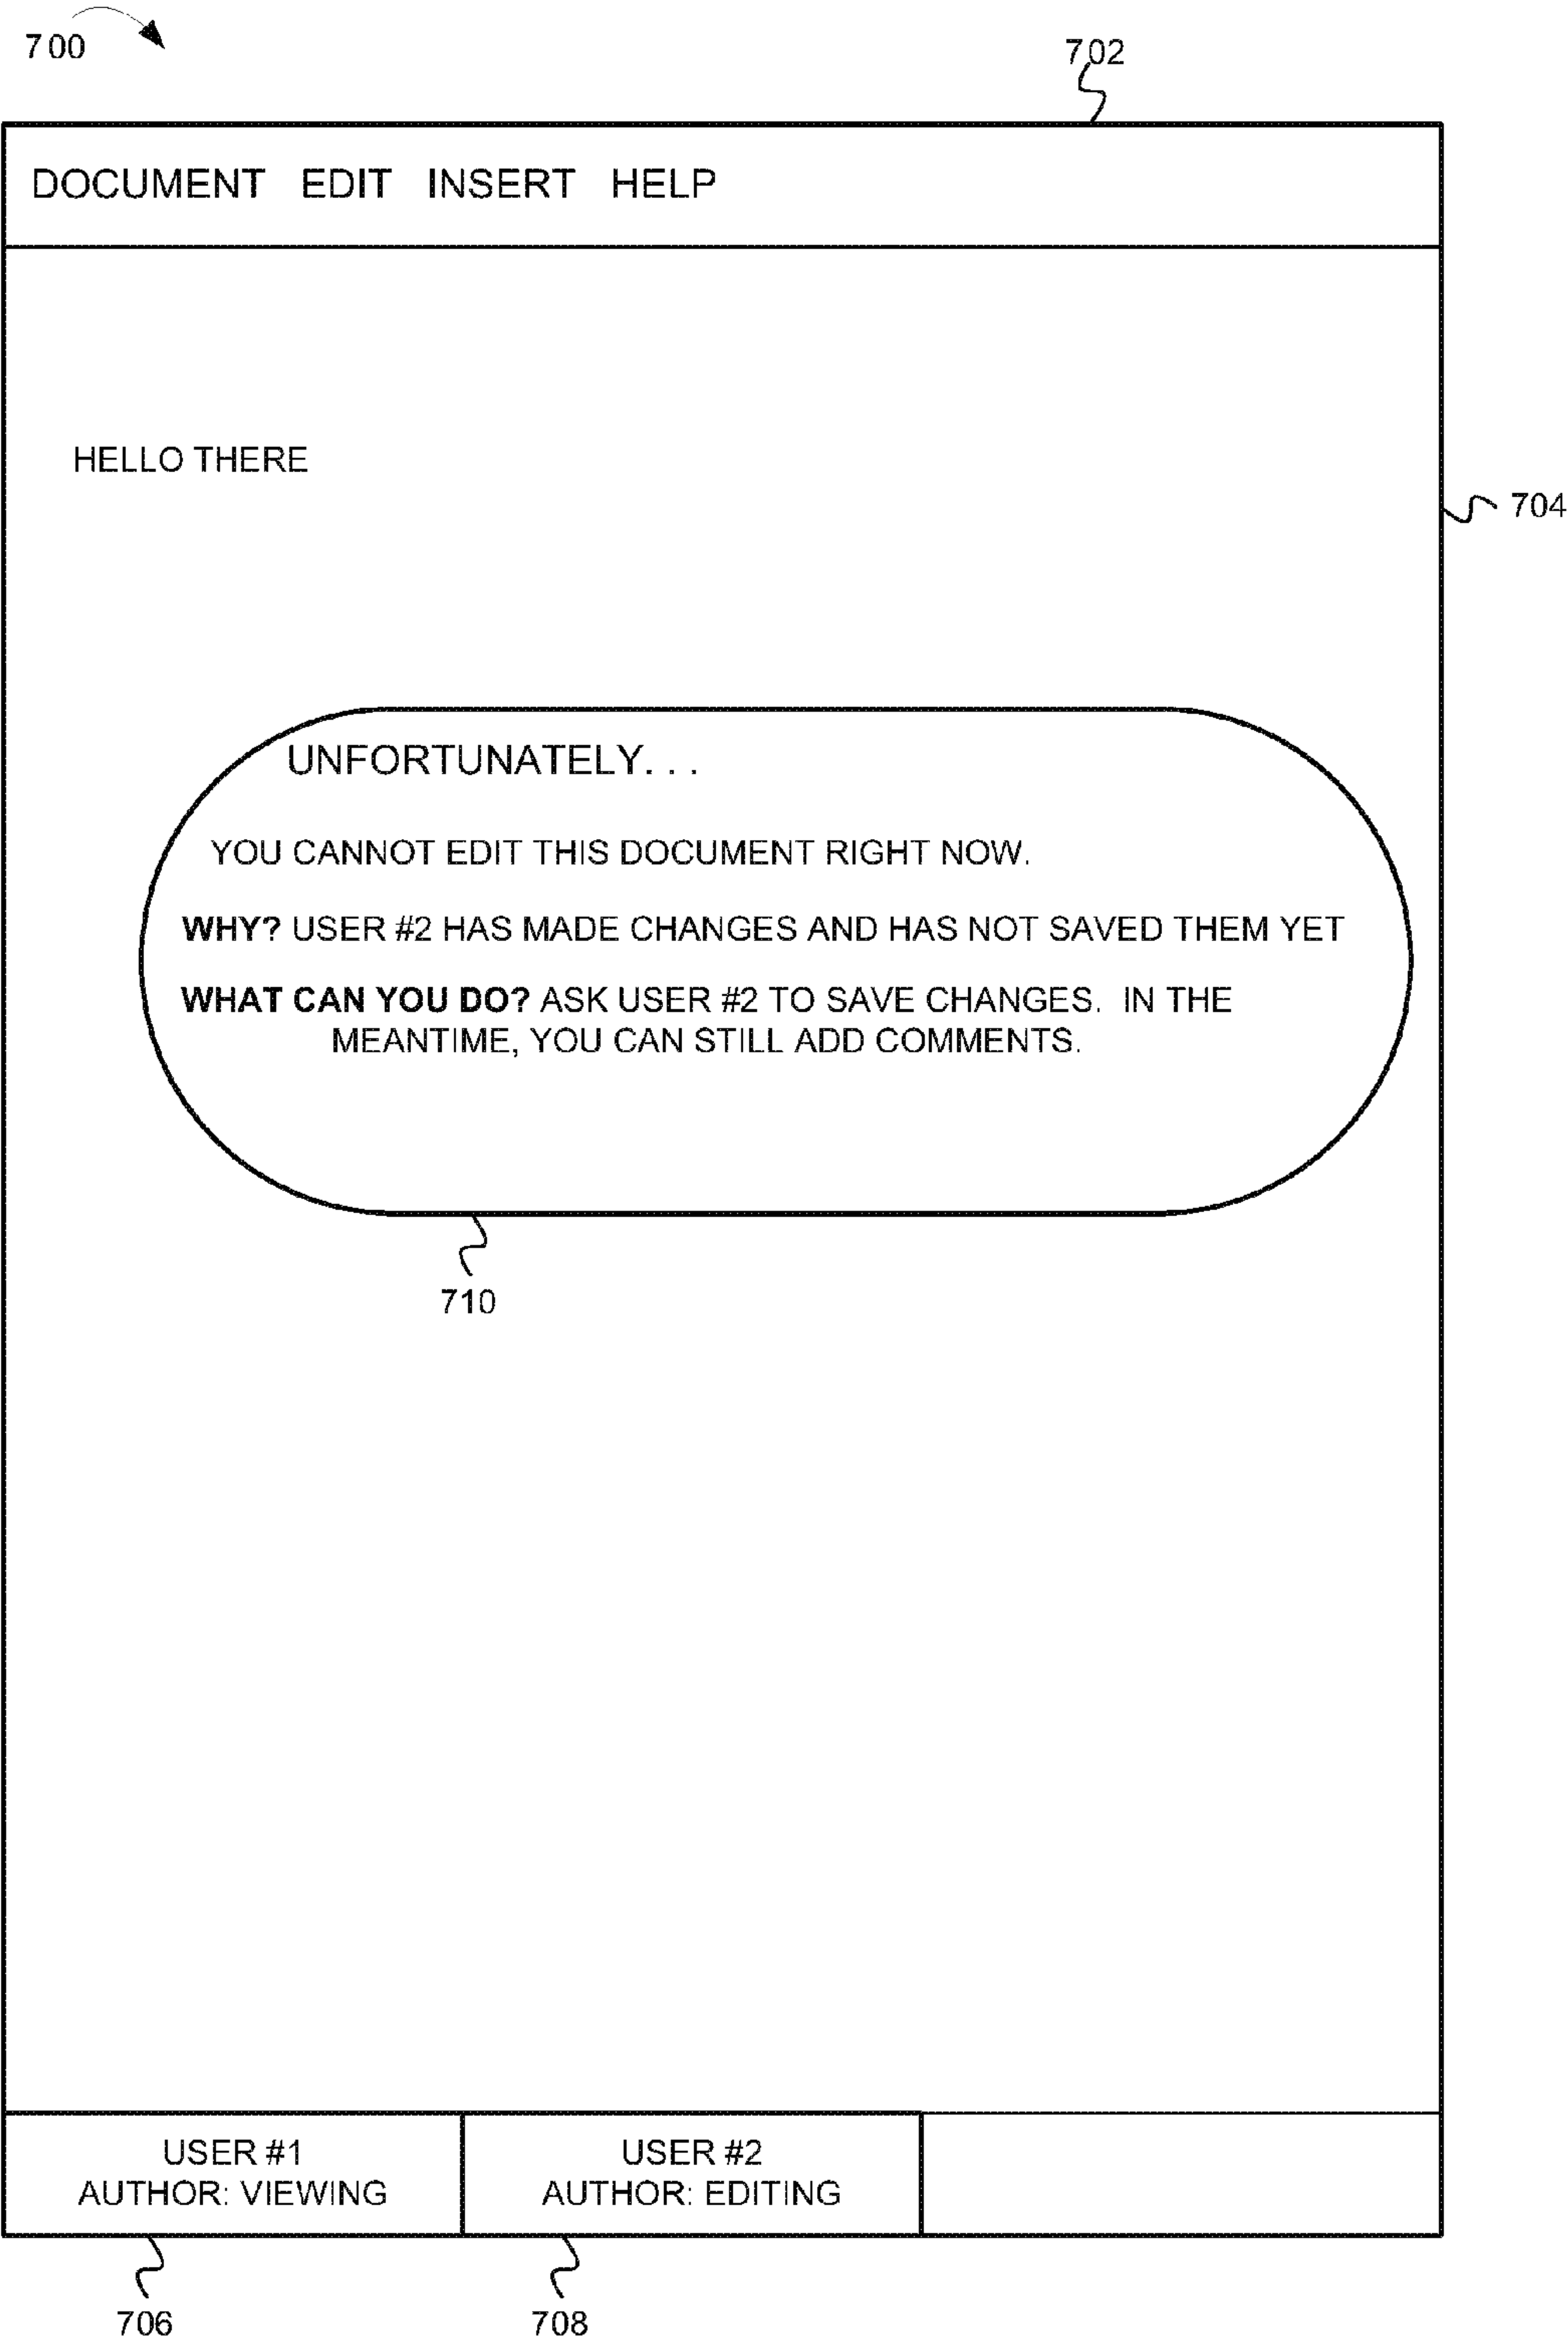 700
702
DOCUMENT EDIT INSERT HELP
HELLO THERE
704
UNFORTUNATELY. . .
YOU CANNOT EDIT THIS DOCUMENT RIGHT NOW.
WHY? USER #2 HAS MADE CHANGES AND HAS NOT SAVED THEM YET
WHAT CAN YOU DO? ASK USER #2 TO SAVE CHANGES. IN THE
MEANTIME, YOU CAN STILL ADD COMMENTS.
710
USER #1
AUTHOR: VIEWING
USER #2
AUTHOR: EDITING
706
708